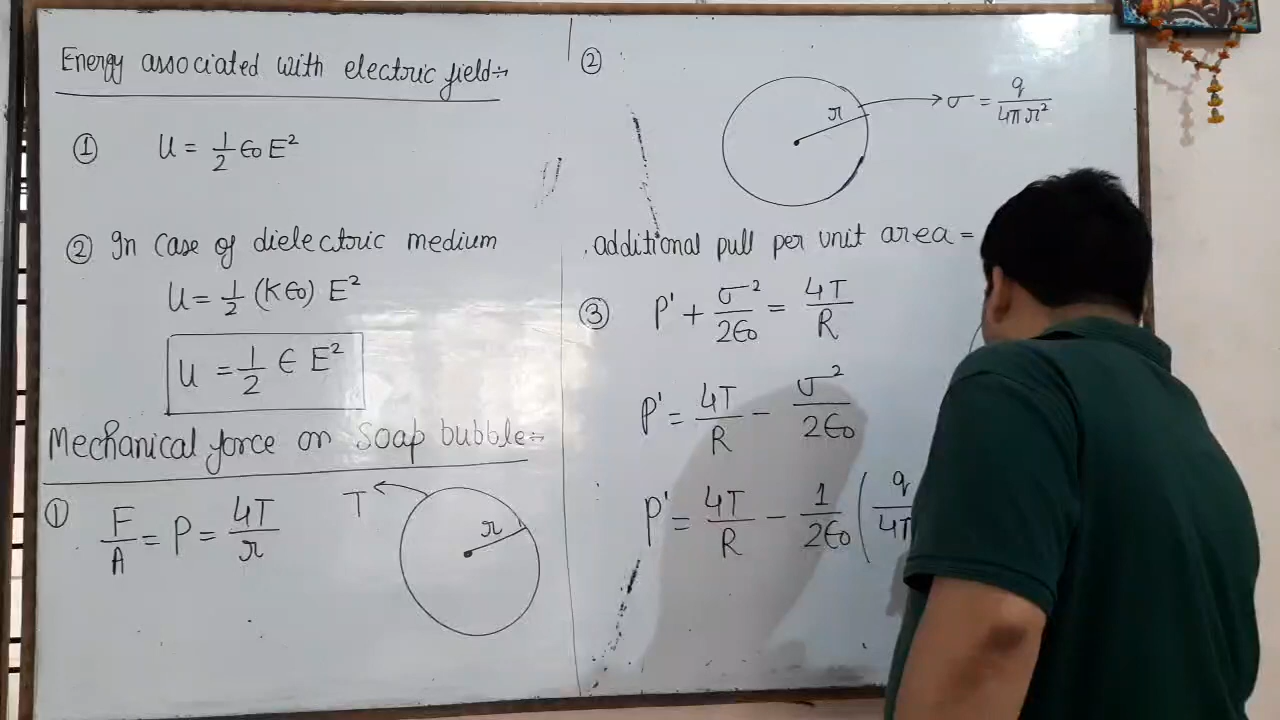 Energy associated with electric field:-
① U = 1/2 ϵ0 E²
② In case of dielectric medium
U = 1/2 (Kϵ0) E²
U = 1/2 ϵ E²
Mechanical force on soap bubble:-
① F/A = P = 4T/r
T
r
②
r
σ = q/4πr²
additional pull per unit area =
③ P' + σ²/2ϵ0 = 4T/R
P' = 4T/R - σ²/2ϵ0
P' = 4T/R - 1/2ϵ0 (q/4π